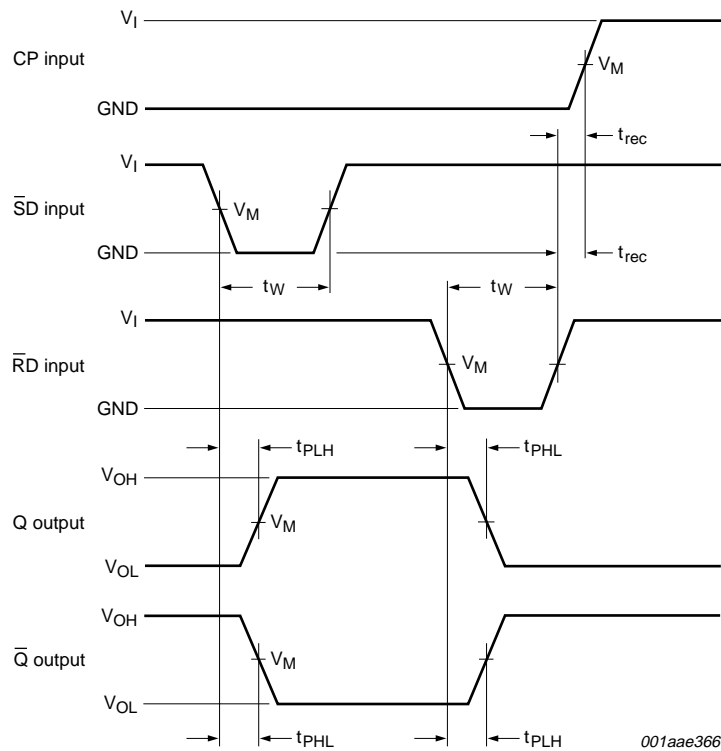 V_I
CP input
V_M
GND
t_rec
V_I
S̅D input
V_M
GND
t_rec
t_W
t_W
V_I
R̅D input
V_M
GND
t_PLH
t_PHL
V_OH
Q output
V_M
V_OL
V_OH
Q̅ output
V_M
V_OL
t_PHL
t_PLH
001aae366